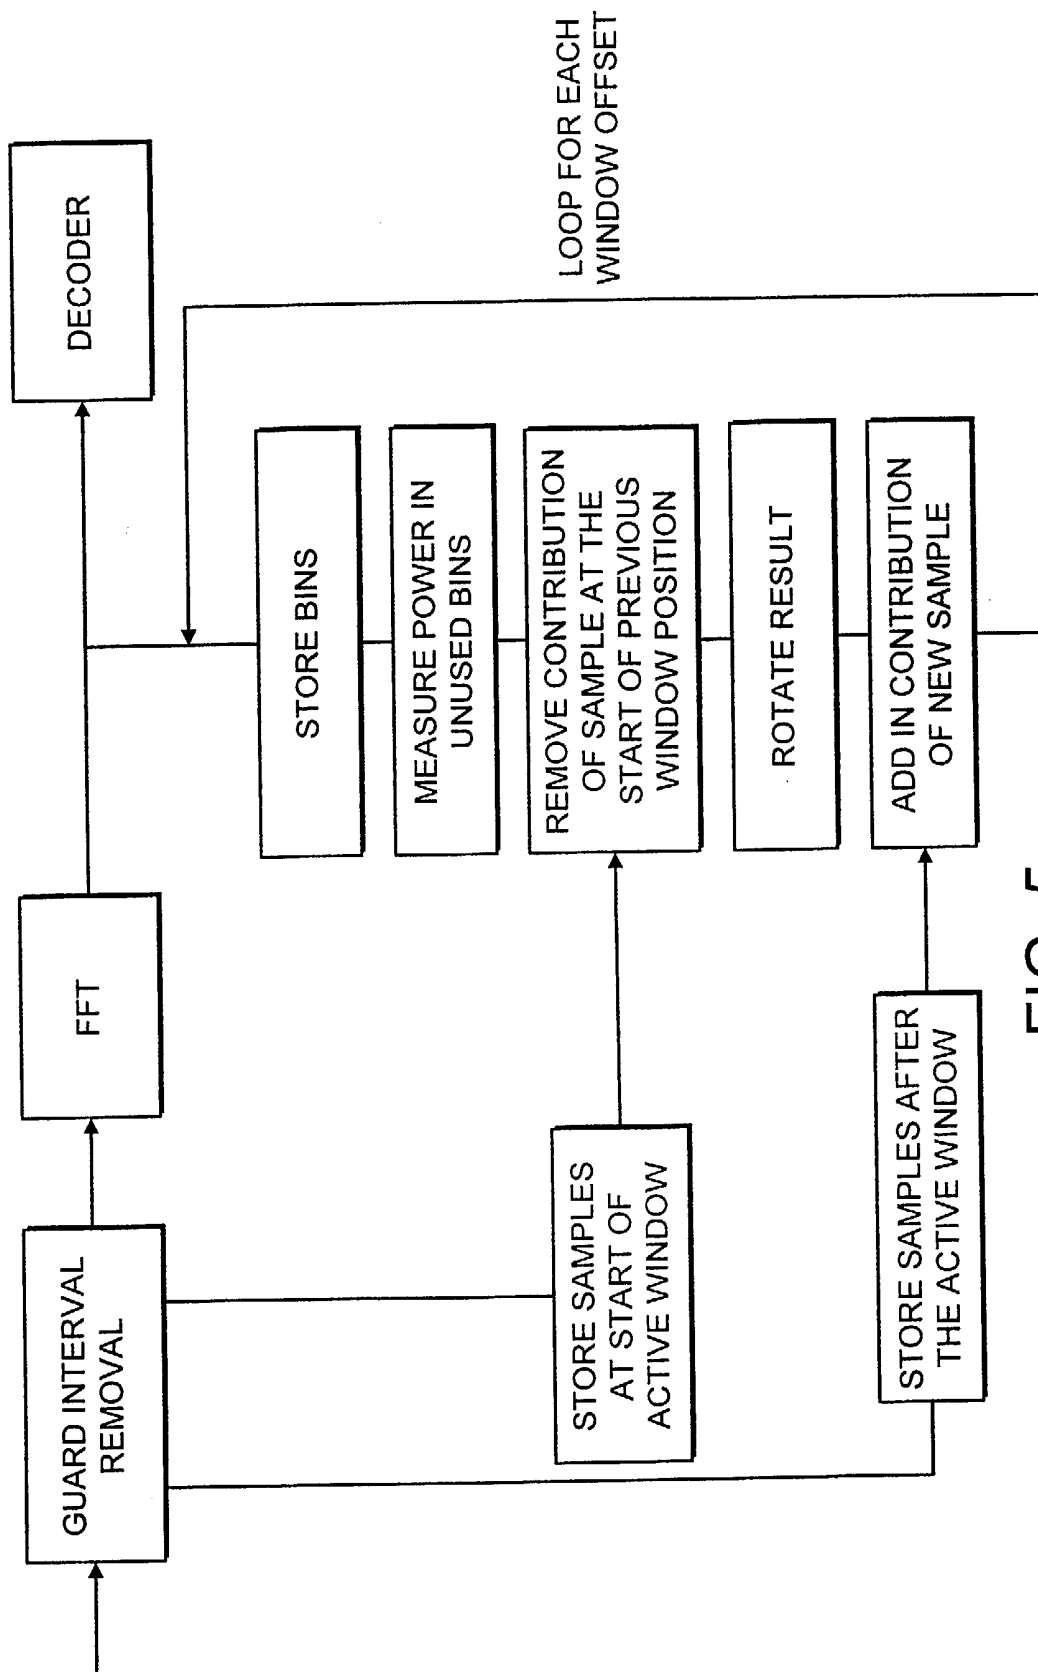 GUARD INTERVAL
REMOVAL
FFT
DECODER
STORE BINS
MEASURE POWER IN
UNUSED BINS
REMOVE CONTRIBUTION
OF SAMPLE AT THE
START OF PREVIOUS
WINDOW POSITION
ROTATE RESULT
ADD IN CONTRIBUTION
OF NEW SAMPLE
LOOP FOR EACH
WINDOW OFFSET
STORE SAMPLES
AT START OF
ACTIVE WINDOW
STORE SAMPLES AFTER
THE ACTIVE WINDOW
FIG. 5